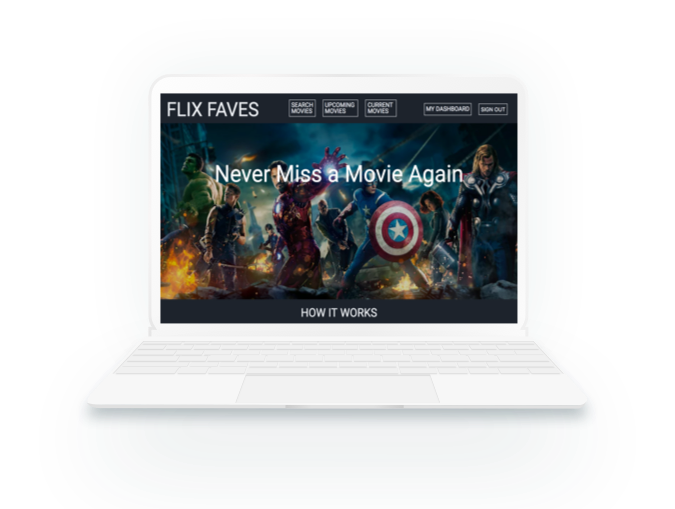 FLIX FAVES
SEARCH
MOVIES
UPCOMING
MOVIES
CURRENT
MOVIES
MY DASHBOARD
SIGN OUT
Never Miss a Movie Again
HOW IT WORKS